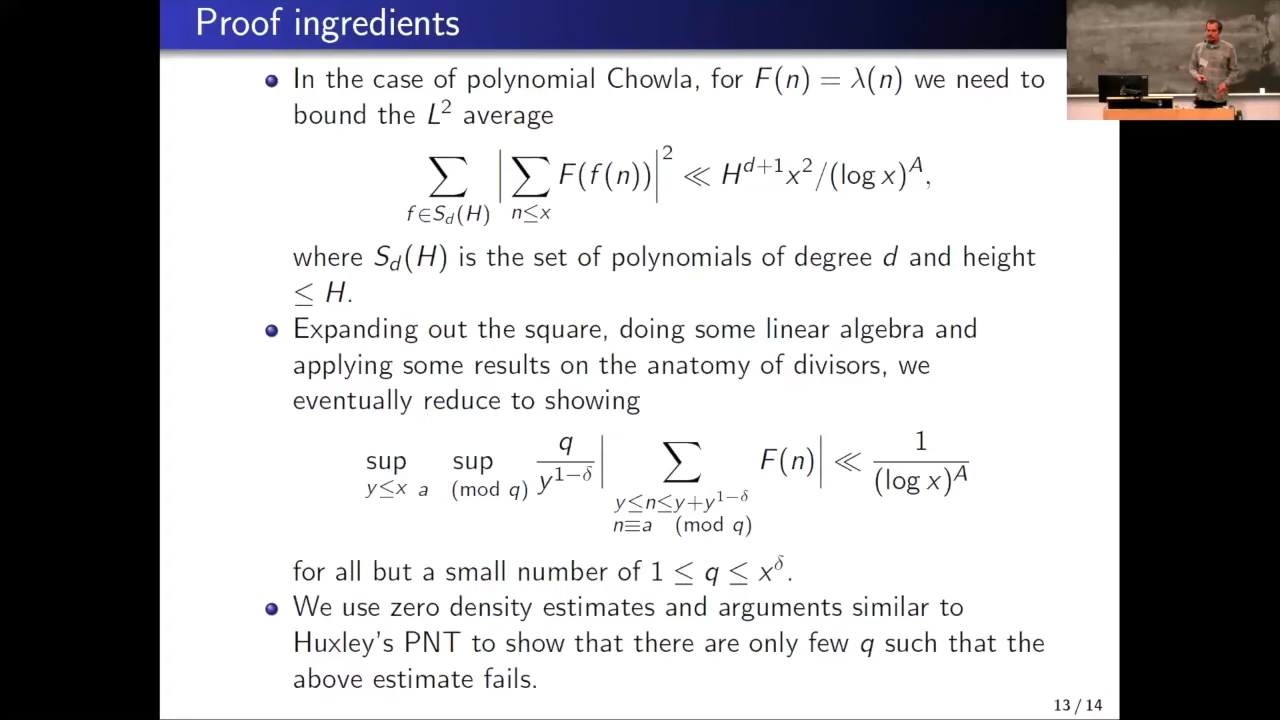 Proof ingredients
In the case of polynomial Chowla, for F(n) = λ(n) we need to
bound the L² average
∑_{f∈S_d(H)} |∑_{n≤x} F(f(n))|² ≪ H^{d+1}x²/(log x)^A,
where S_d(H) is the set of polynomials of degree d and height
≤ H.
Expanding out the square, doing some linear algebra and
applying some results on the anatomy of divisors, we
eventually reduce to showing
sup_{y≤x} sup_{a (mod q)} q/y^{1−δ} |∑_{y≤n≤y+y^{1−δ}, n≡a (mod q)} F(n)| ≪ 1/(log x)^A
for all but a small number of 1 ≤ q ≤ x^δ.
We use zero density estimates and arguments similar to
Huxley's PNT to show that there are only few q such that the
above estimate fails.
13 / 14